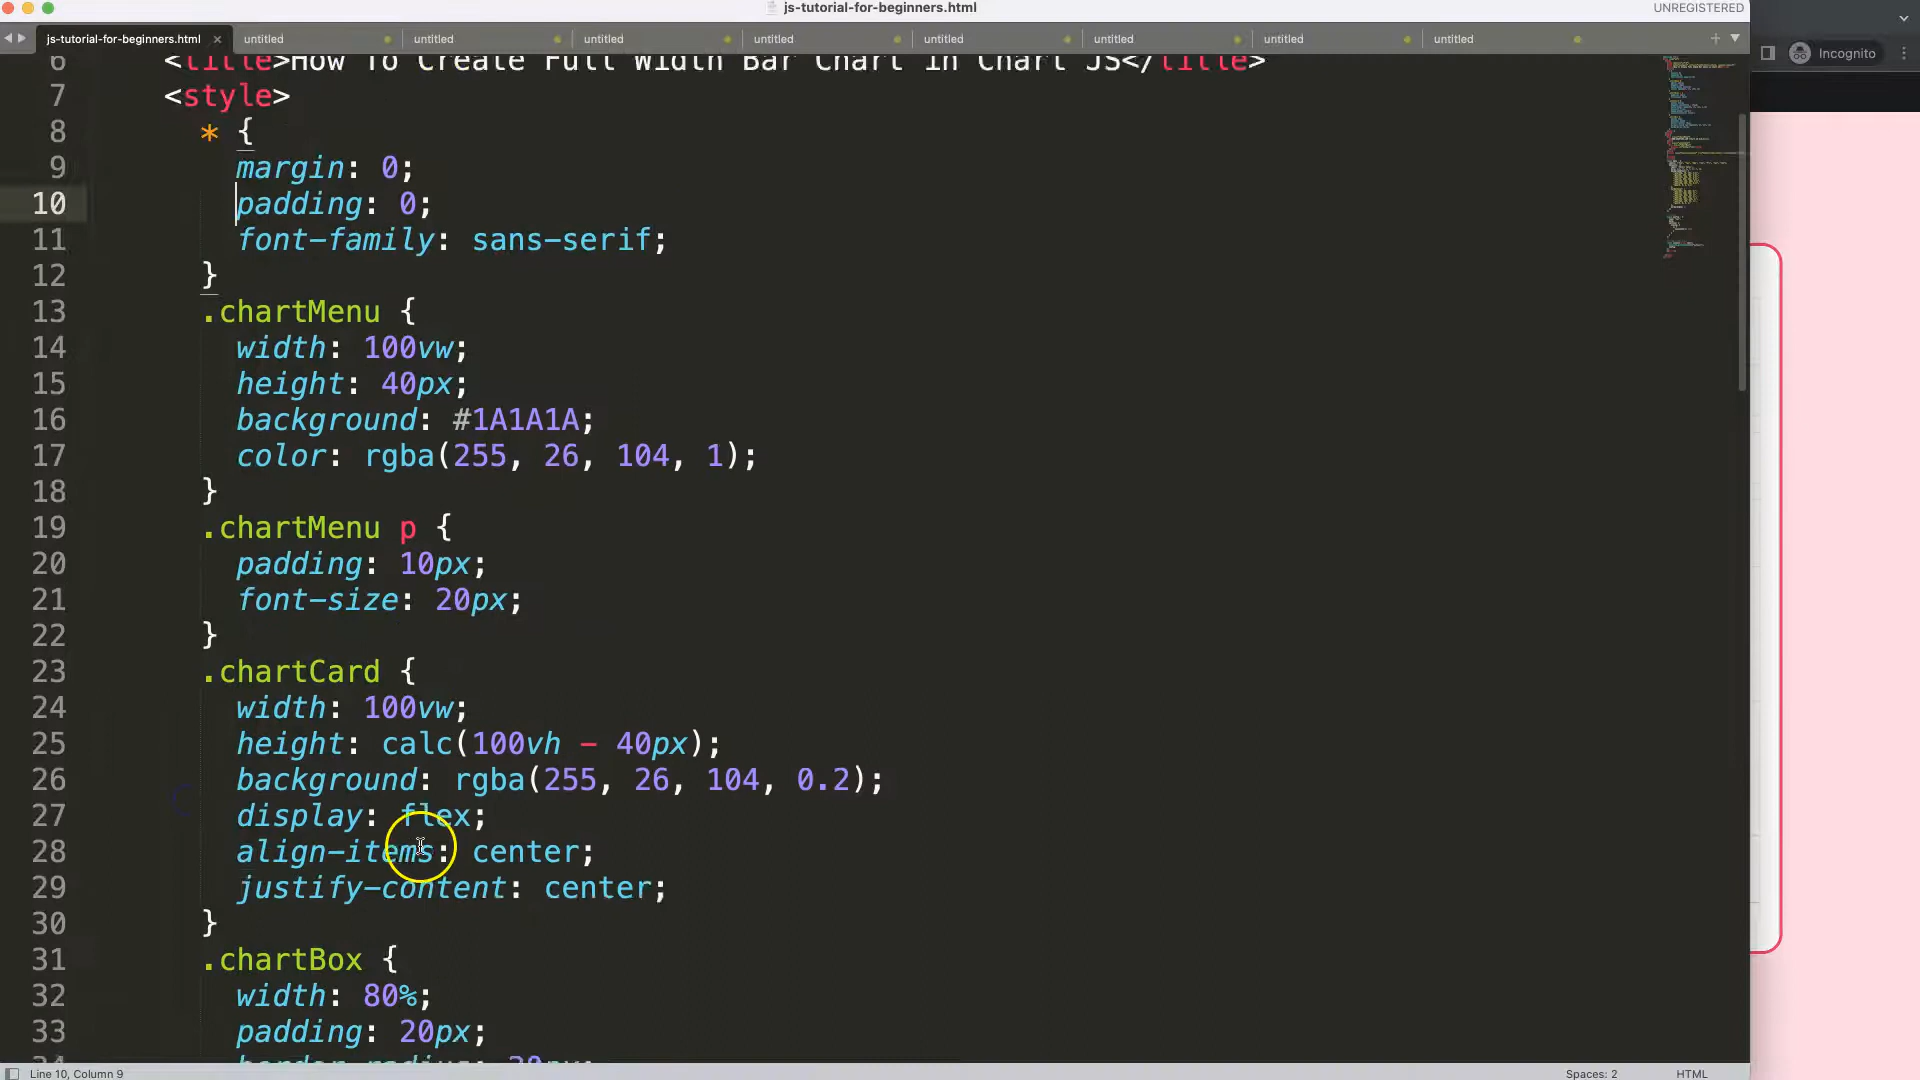 js-tutorial-for-beginners.html
UNREGISTERED
js-tutorial-for-beginners.html × untitled untitled untitled untitled untitled untitled untitled untitled
Incognito
6 <title>How To Create Full Width Bar Chart in Chart JS</title>
7 <style>
8 * {
9 margin: 0;
10 padding: 0;
11 font-family: sans-serif;
12 }
13 .chartMenu {
14 width: 100vw;
15 height: 40px;
16 background: #1A1A1A;
17 color: rgba(255, 26, 104, 1);
18 }
19 .chartMenu p {
20 padding: 10px;
21 font-size: 20px;
22 }
23 .chartCard {
24 width: 100vw;
25 height: calc(100vh - 40px);
26 background: rgba(255, 26, 104, 0.2);
27 display: flex;
28 align-items: center;
29 justify-content: center;
30 }
31 .chartBox {
32 width: 80%;
33 padding: 20px;
34 border-radius: 20px;
Line 10, Column 9
Spaces: 2
HTML